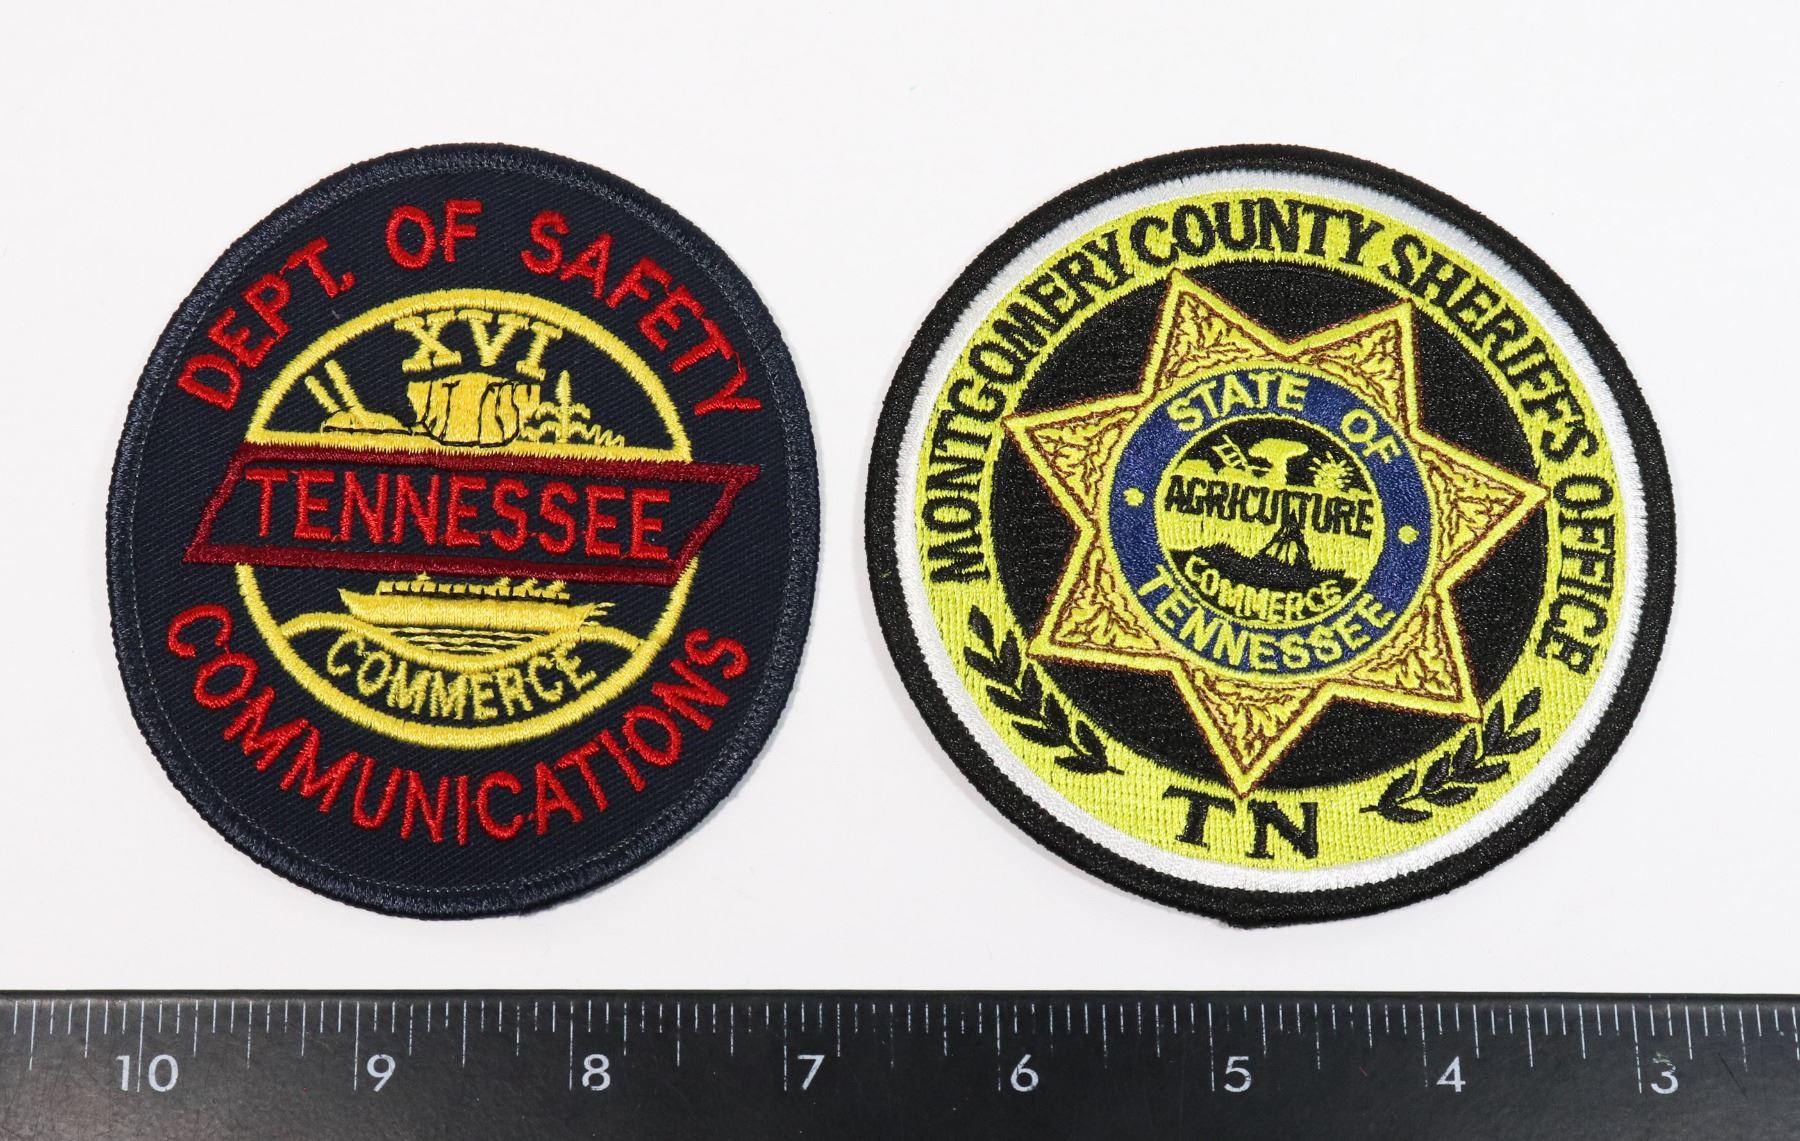 DEPT. OF SAFETY
XVI
TENNESSEE
COMMERCE
COMMUNICATIONS
MONTGOMERY COUNTY SHERIFF'S OFFICE
STATE OF
AGRICULTURE
COMMERCE
TENNESSEE
TN
10 9 8 7 6 5 4 3